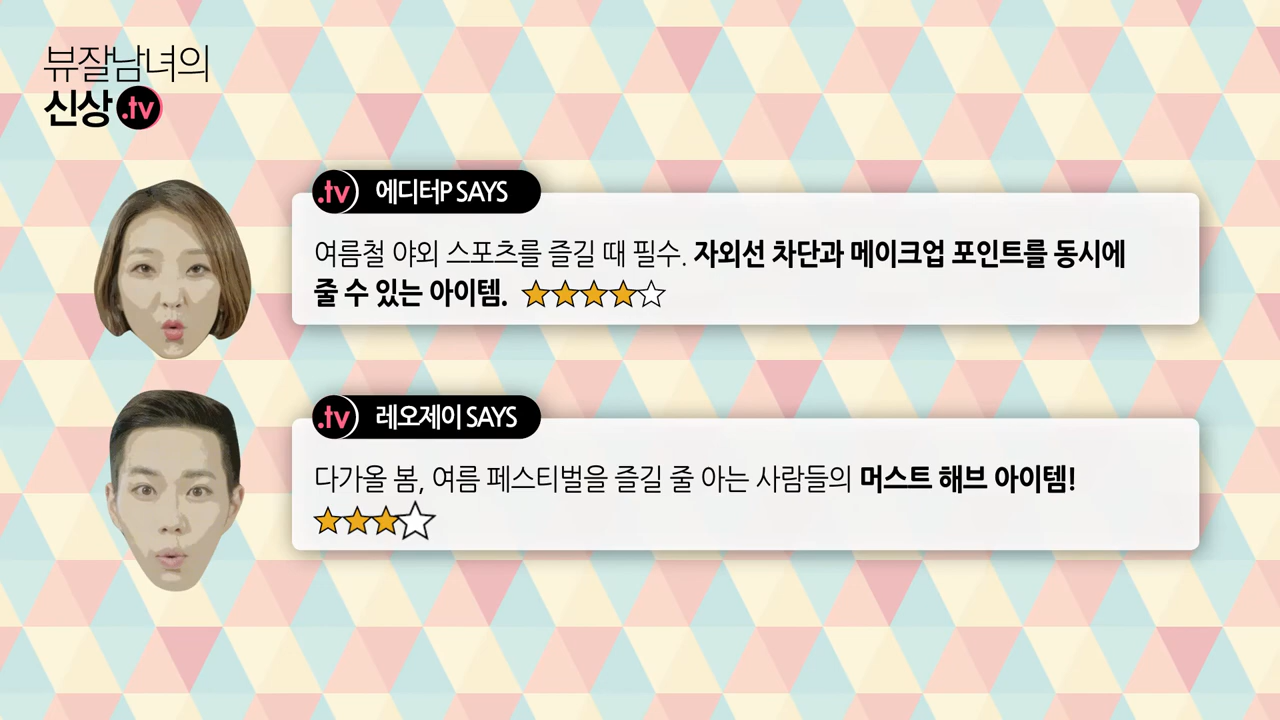 뷰잘남녀의
신상.tv
.tv 에디터P SAYS
여름철 야외 스포츠를 즐길 때 필수. 자외선 차단과 메이크업 포인트를 동시에
줄 수 있는 아이템. ★★★★☆
.tv 레오제이 SAYS
다가올 봄, 여름 페스티벌을 즐길 줄 아는 사람들의 머스트 해브 아이템!
★★★☆